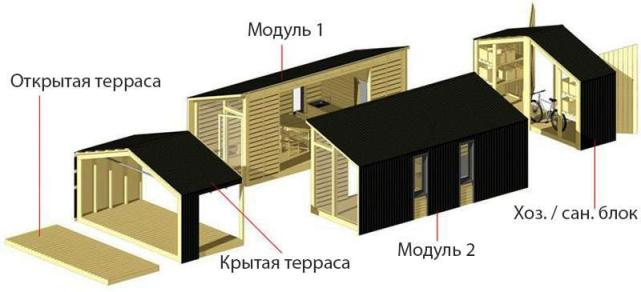 Модуль 1
Открытая терраса
Хоз. / сан. блок
Модуль 2
Крытая терраса